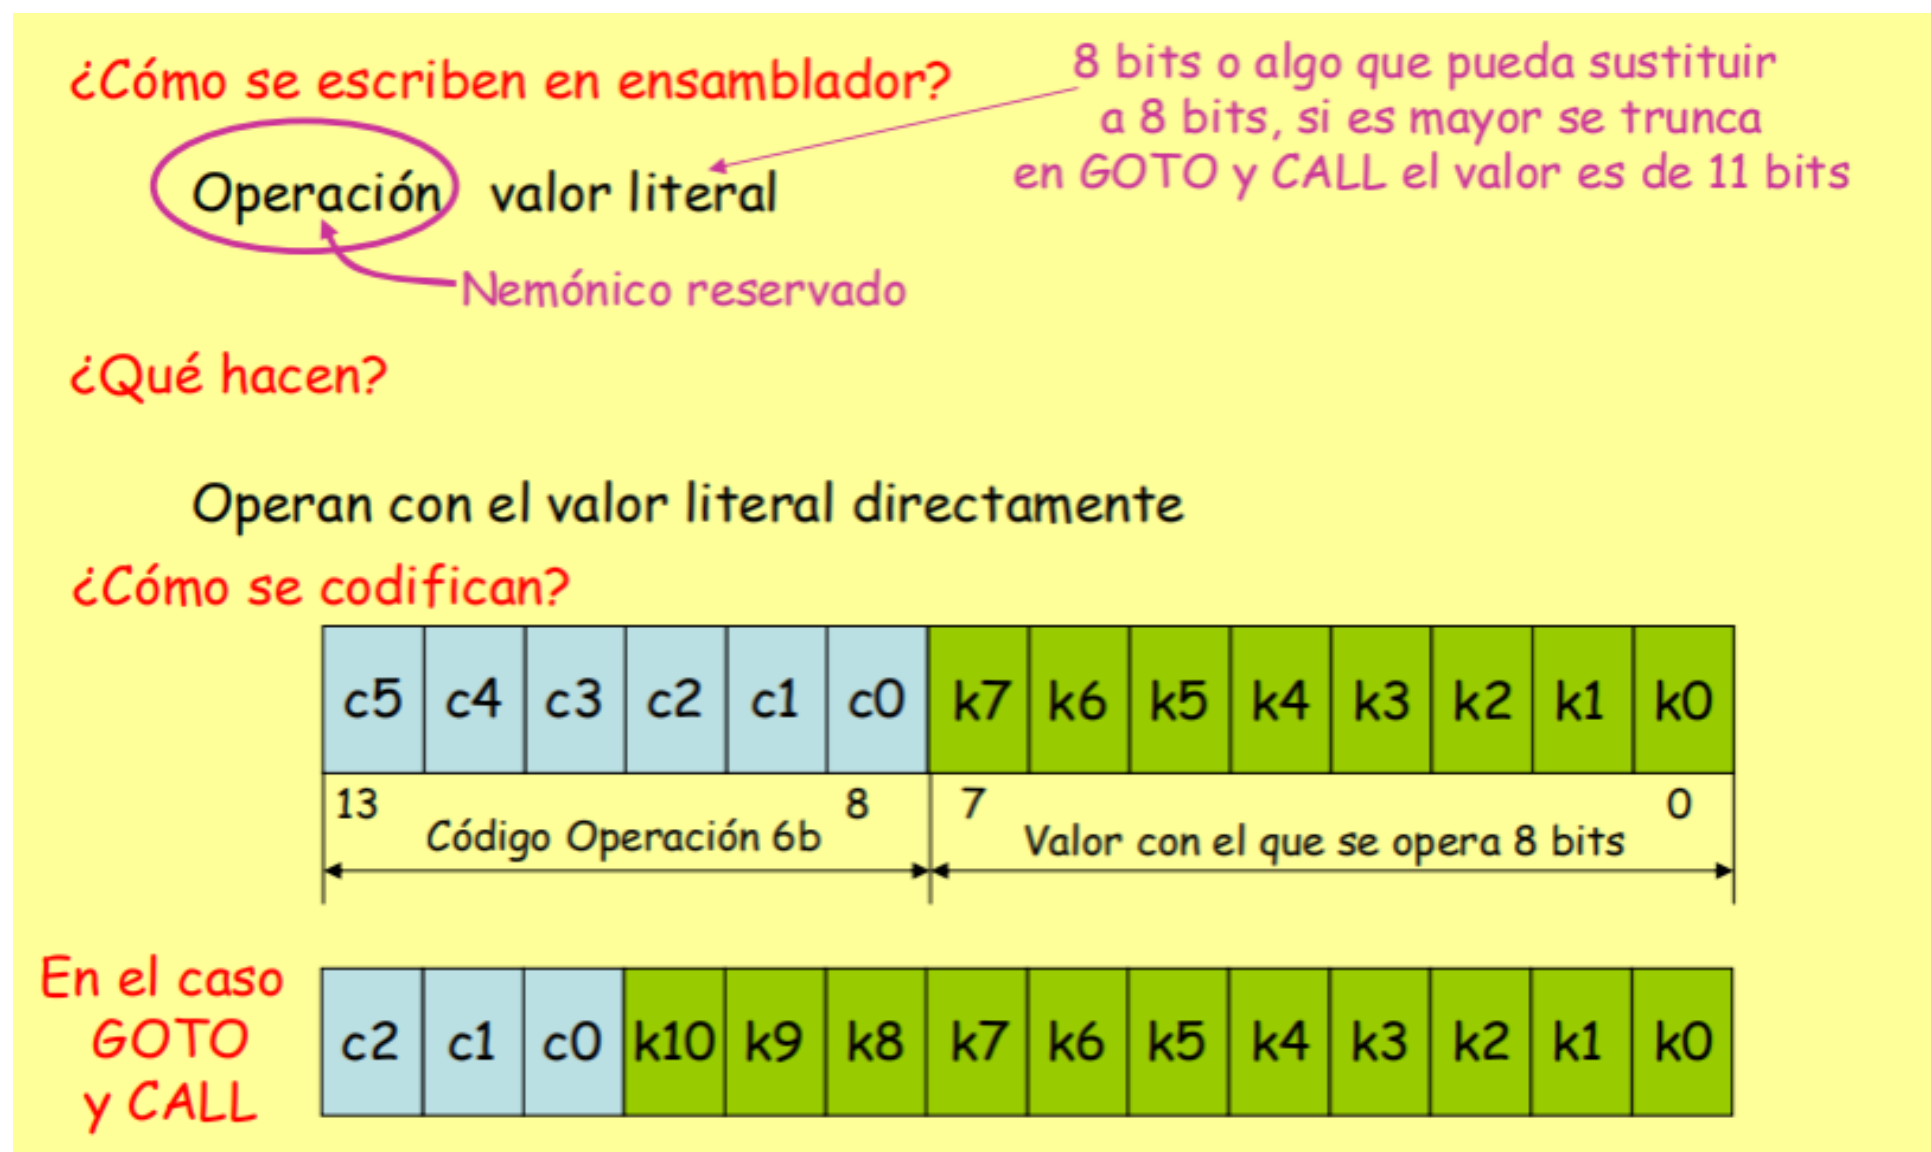 ¿Cómo se escriben en ensamblador?
8 bits o algo que pueda sustituir
a 8 bits, si es mayor se trunca
en GOTO y CALL el valor es de 11 bits
Operación valor literal
Nemónico reservado
¿Qué hacen?
Operan con el valor literal directamente
¿Cómo se codifican?
c5 c4 c3 c2 c1 c0 k7 k6 k5 k4 k3 k2 k1 k0
13 8 7 0
Código Operación 6b Valor con el que se opera 8 bits
En el caso
GOTO
y CALL
c2 c1 c0 k10 k9 k8 k7 k6 k5 k4 k3 k2 k1 k0